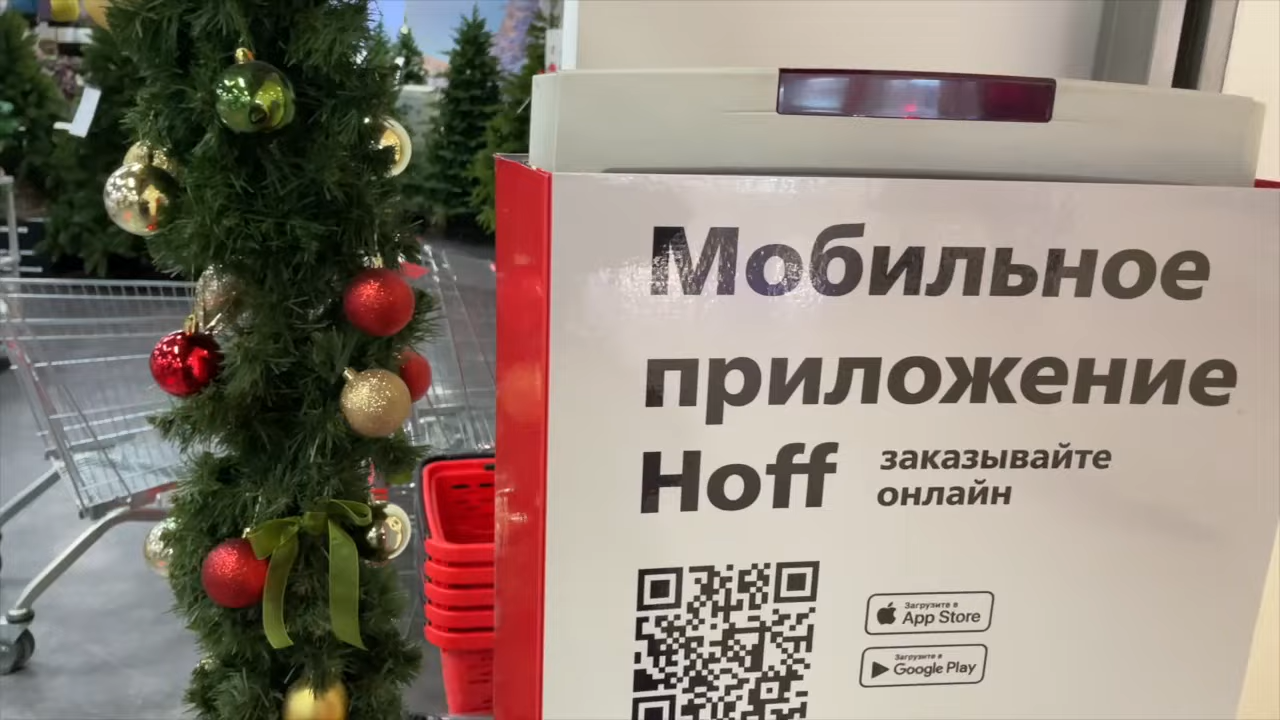 Мобильное
приложение
Hoff
заказывайте
онлайн
Загрузите в
App Store
Загрузите в
Google Play